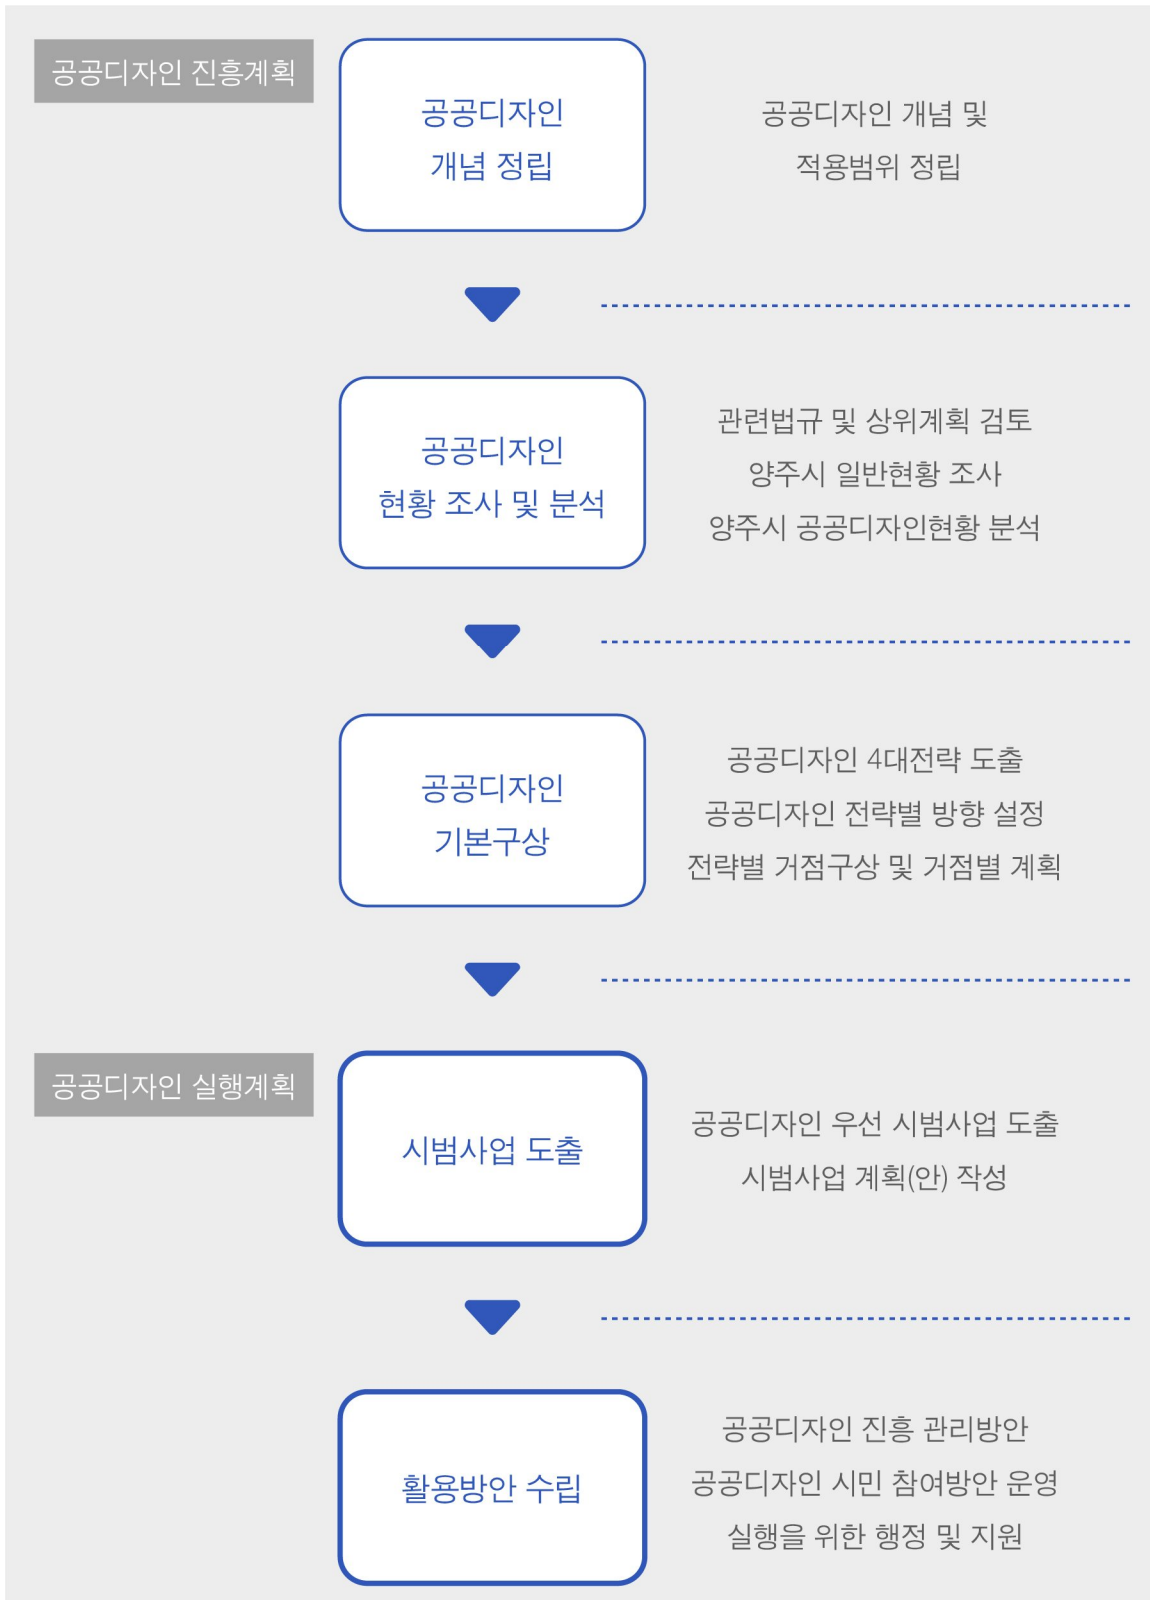 공공디자인 진흥계획
공공디자인
개념 정립
공공디자인 개념 및
적용범위 정립
공공디자인
현황 조사 및 분석
관련법규 및 상위계획 검토
양주시 일반현황 조사
양주시 공공디자인현황 분석
공공디자인
기본구상
공공디자인 4대전략 도출
공공디자인 전략별 방향 설정
전략별 거점구상 및 거점별 계획
공공디자인 실행계획
시범사업 도출
공공디자인 우선 시범사업 도출
시범사업 계획(안) 작성
활용방안 수립
공공디자인 진흥 관리방안
공공디자인 시민 참여방안 운영
실행을 위한 행정 및 지원